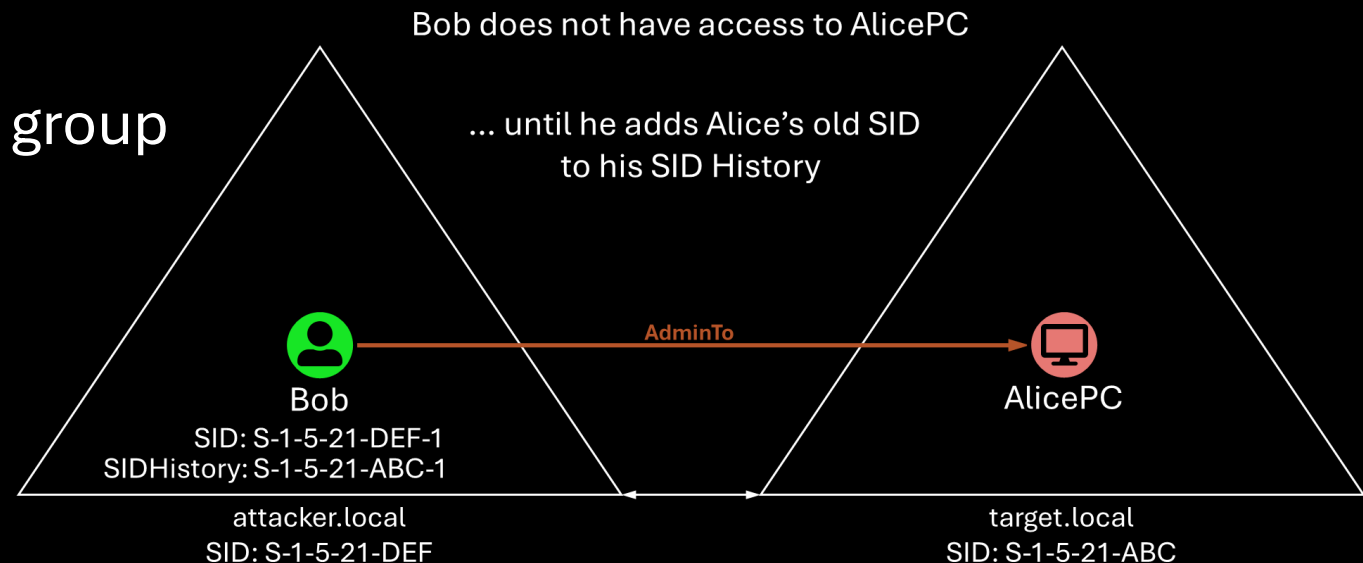 Bob does not have access to AlicePC
group
... until he adds Alice’s old SID
to his SID History
AdminTo
Bob
AlicePC
SID: S-1-5-21-DEF-1
SIDHistory: S-1-5-21-ABC-1
attacker.local
SID: S-1-5-21-DEF
target.local
SID: S-1-5-21-ABC